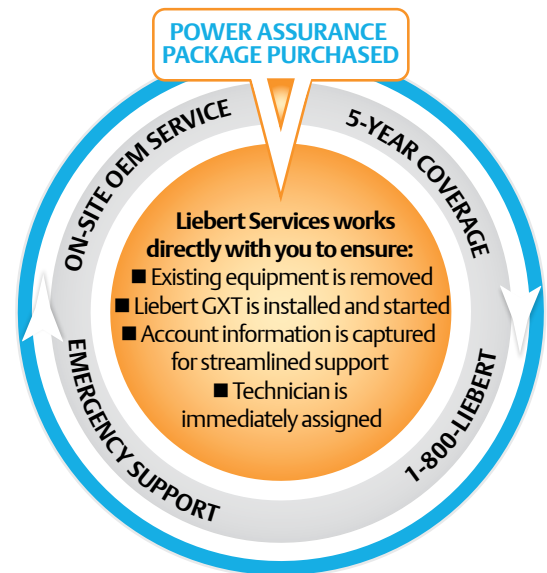 POWER ASSURANCE
PACKAGE PURCHASED
ON-SITE OEM SERVICE
5-YEAR COVERAGE
Liebert Services works
directly with you to ensure:
■ Existing equipment is removed
■ Liebert GXT is installed and started
■ Account information is captured
for streamlined support
■ Technician is
immediately assigned
EMERGENCY SUPPORT
1-800-LIEBERT